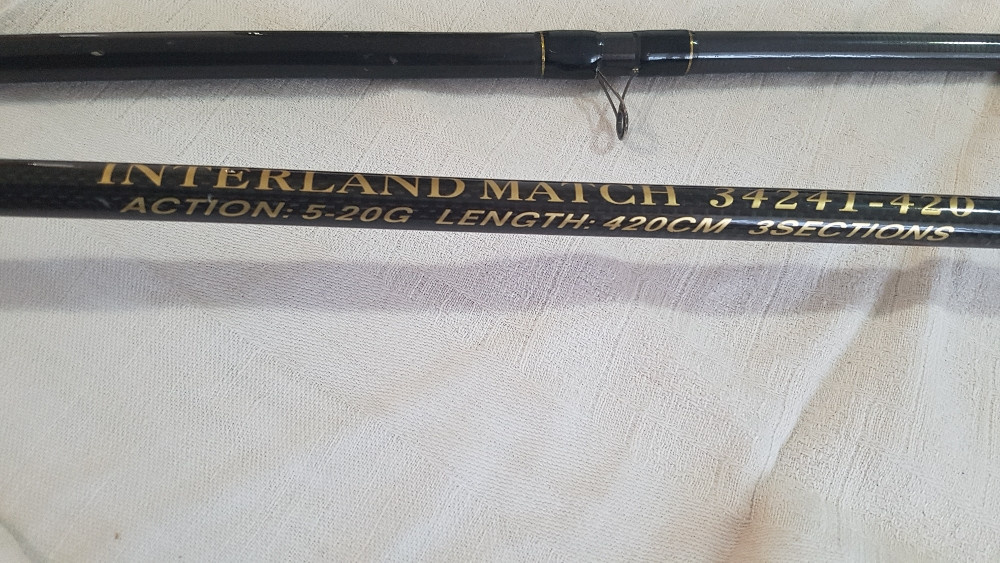 INTERLAND MATCH 34241-420
ACTION: 5-20G LENGTH: 420CM 3SECTIONS